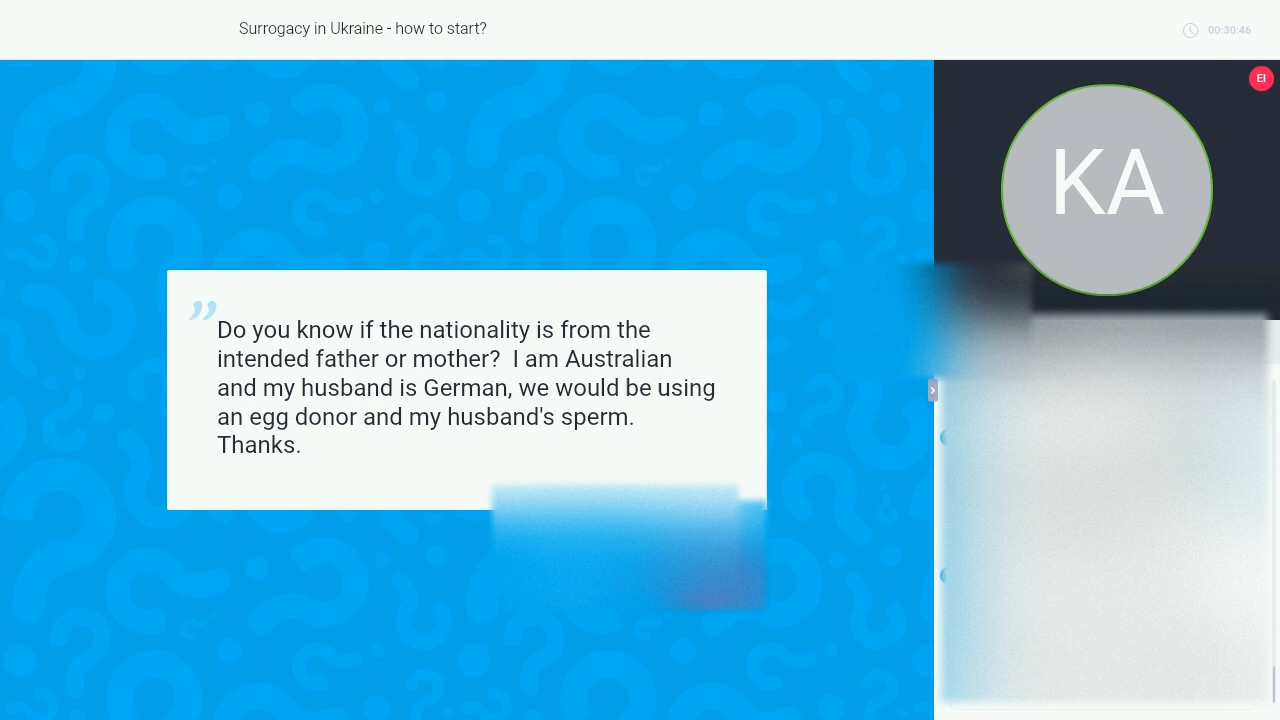 Surrogacy in Ukraine - how to start?
00:30:46
EI
KA
”
Do you know if the nationality is from the
intended father or mother?  I am Australian
and my husband is German, we would be using
an egg donor and my husband's sperm.
Thanks.